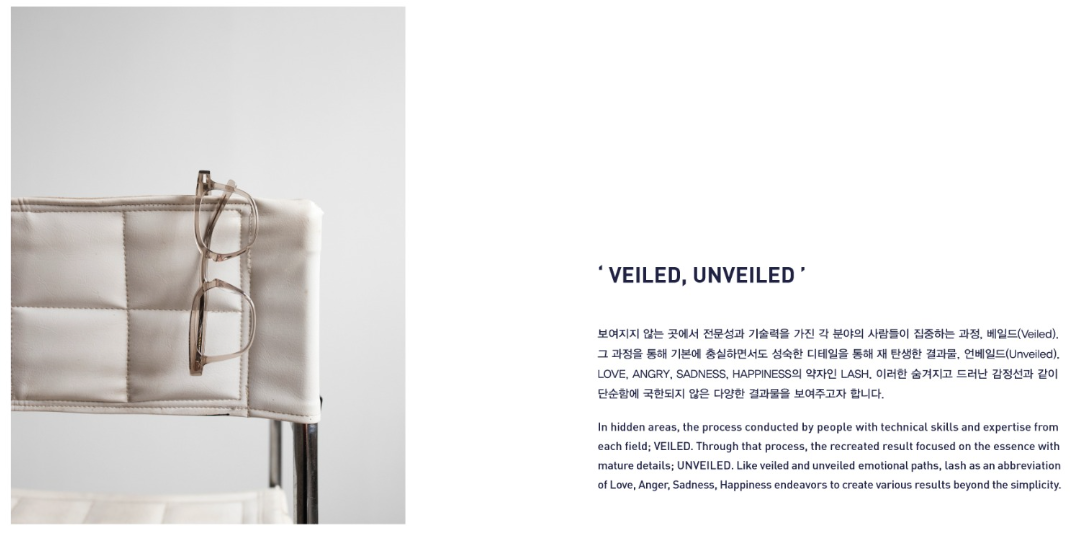 ‘ VEILED, UNVEILED ’
보여지지 않는 곳에서 전문성과 기술력을 가진 각 분야의 사람들이 집중하는 과정, 베일드(Veiled),
그 과정을 통해 기본에 충실하면서도 성숙한 디테일을 통해 재 탄생한 결과물, 언베일드(Unveiled),
LOVE, ANGRY, SADNESS, HAPPINESS의 약자인 LASH, 이러한 숨겨지고 드러난 감정선과 같이
단순함에 국한되지 않은 다양한 결과물을 보여주고자 합니다.
In hidden areas, the process conducted by people with technical skills and expertise from
each field; VEILED. Through that process, the recreated result focused on the essence with
mature details; UNVEILED. Like veiled and unveiled emotional paths, lash as an abbreviation
of Love, Anger, Sadness, Happiness endeavors to create various results beyond the simplicity.